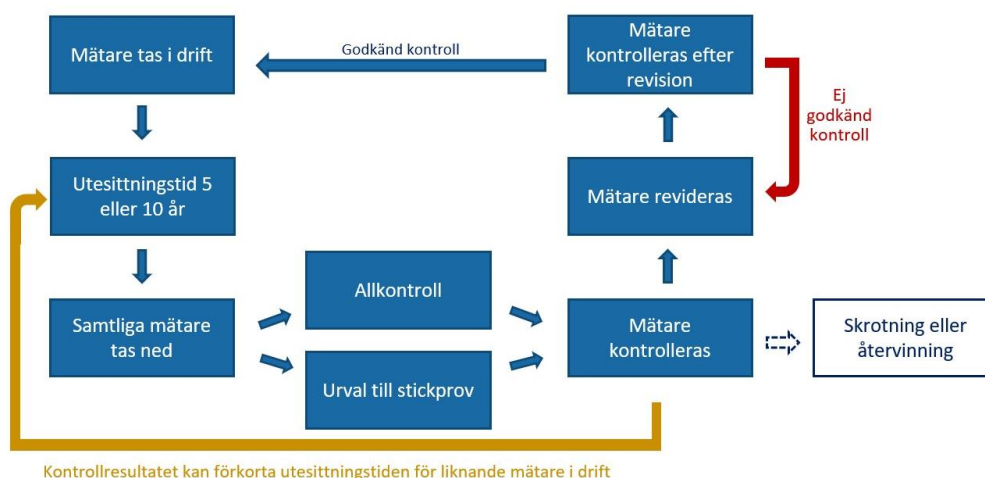 Mätare tas i drift
Godkänd kontroll
Mätare
kontrolleras efter
revision
Ej
godkänd
kontroll
Utesittningstid 5
eller 10 år
Mätare revideras
Samtliga mätare
tas ned
Allkontroll
Urval till stickprov
Mätare
kontrolleras
Skrotning eller
återvinning
Kontrollresultatet kan förkorta utesittningstiden för liknande mätare i drift